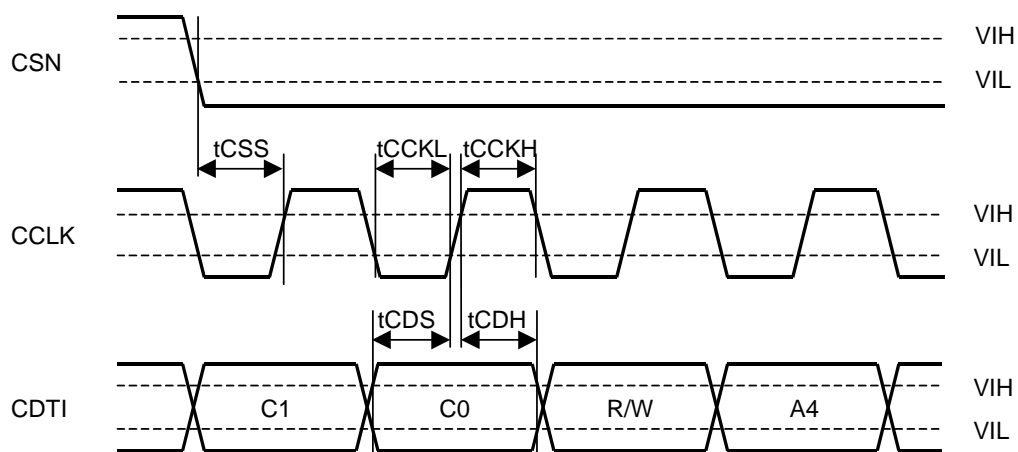 CSN
VIH
VIL
tCSS
tCCKL
tCCKH
CCLK
VIH
VIL
tCDS
tCDH
CDTI
C1
C0
R/W
A4
VIH
VIL